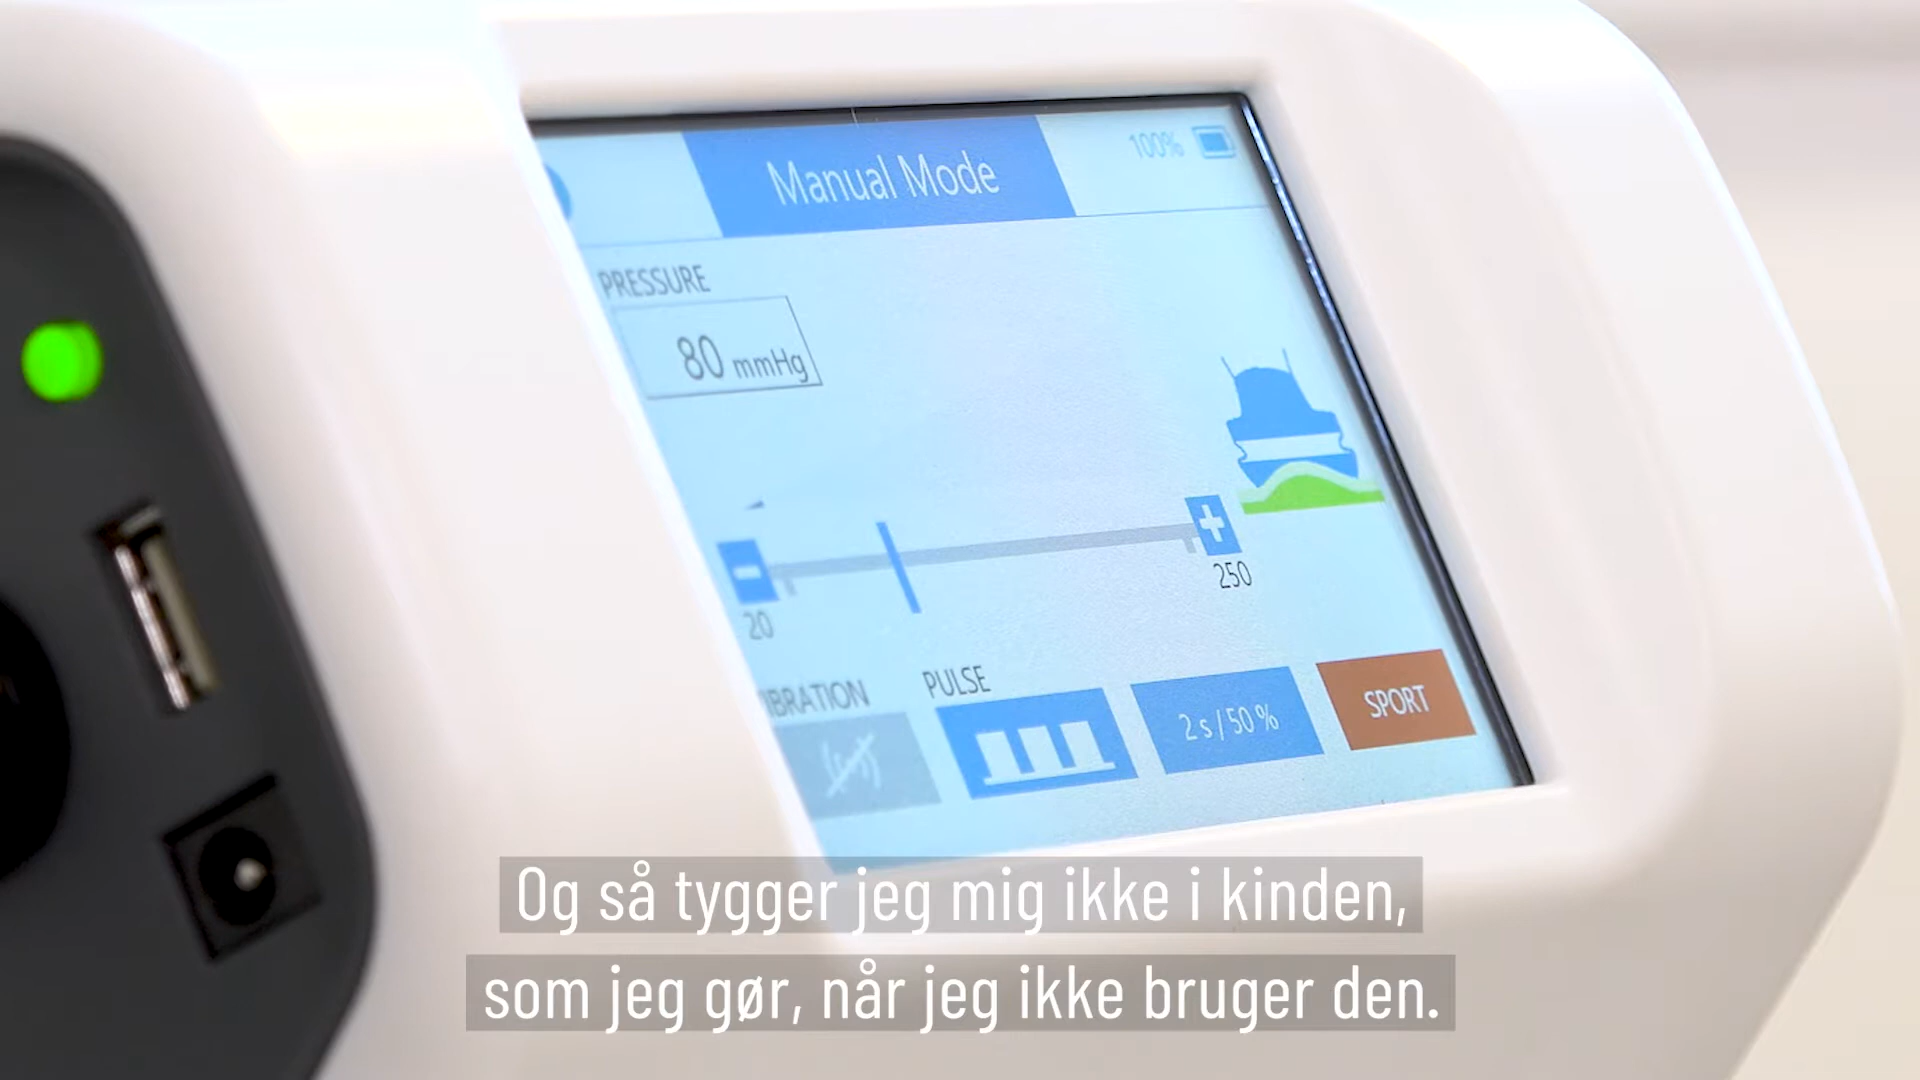 Manual Mode
100%
PRESSURE
80 mmHg
20
250
IBRATION
PULSE
2 s / 50 %
SPORT
Og så tygger jeg mig ikke i kinden,
som jeg gør, når jeg ikke bruger den.